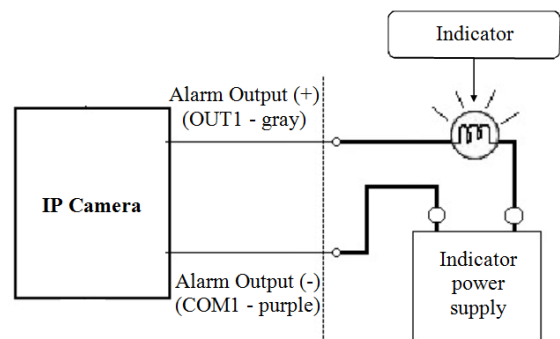 Indicator
Alarm Output (+)
(OUT1 - gray)
IP Camera
Alarm Output (-)
(COM1 - purple)
Indicator
power
supply